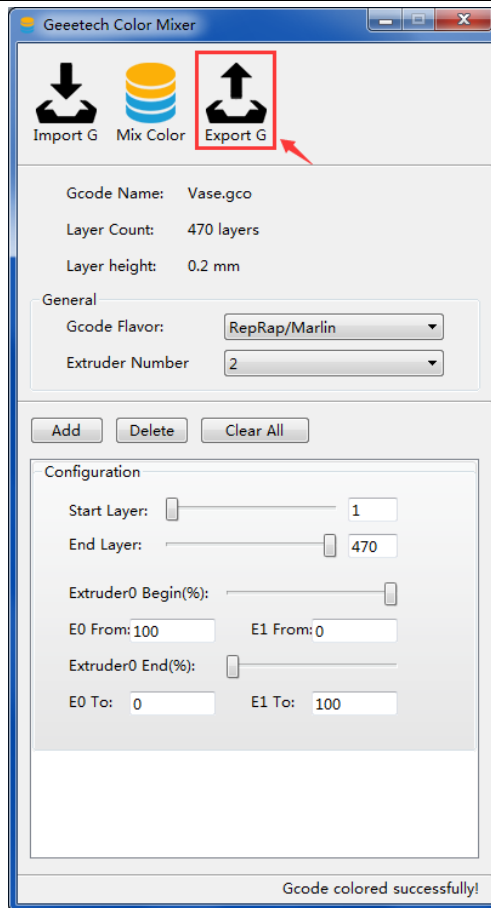 Geeetech Color Mixer
Import G Mix Color Export G
Gcode Name: Vase.gco
Layer Count: 470 layers
Layer height: 0.2 mm
General
Gcode Flavor: RepRap/Marlin
Extruder Number 2
Add Delete Clear All
Configuration
Start Layer: 1
End Layer: 470
Extruder0 Begin(%):
E0 From: 100 E1 From: 0
Extruder0 End(%):
E0 To: 0 E1 To: 100
Gcode colored successfully!